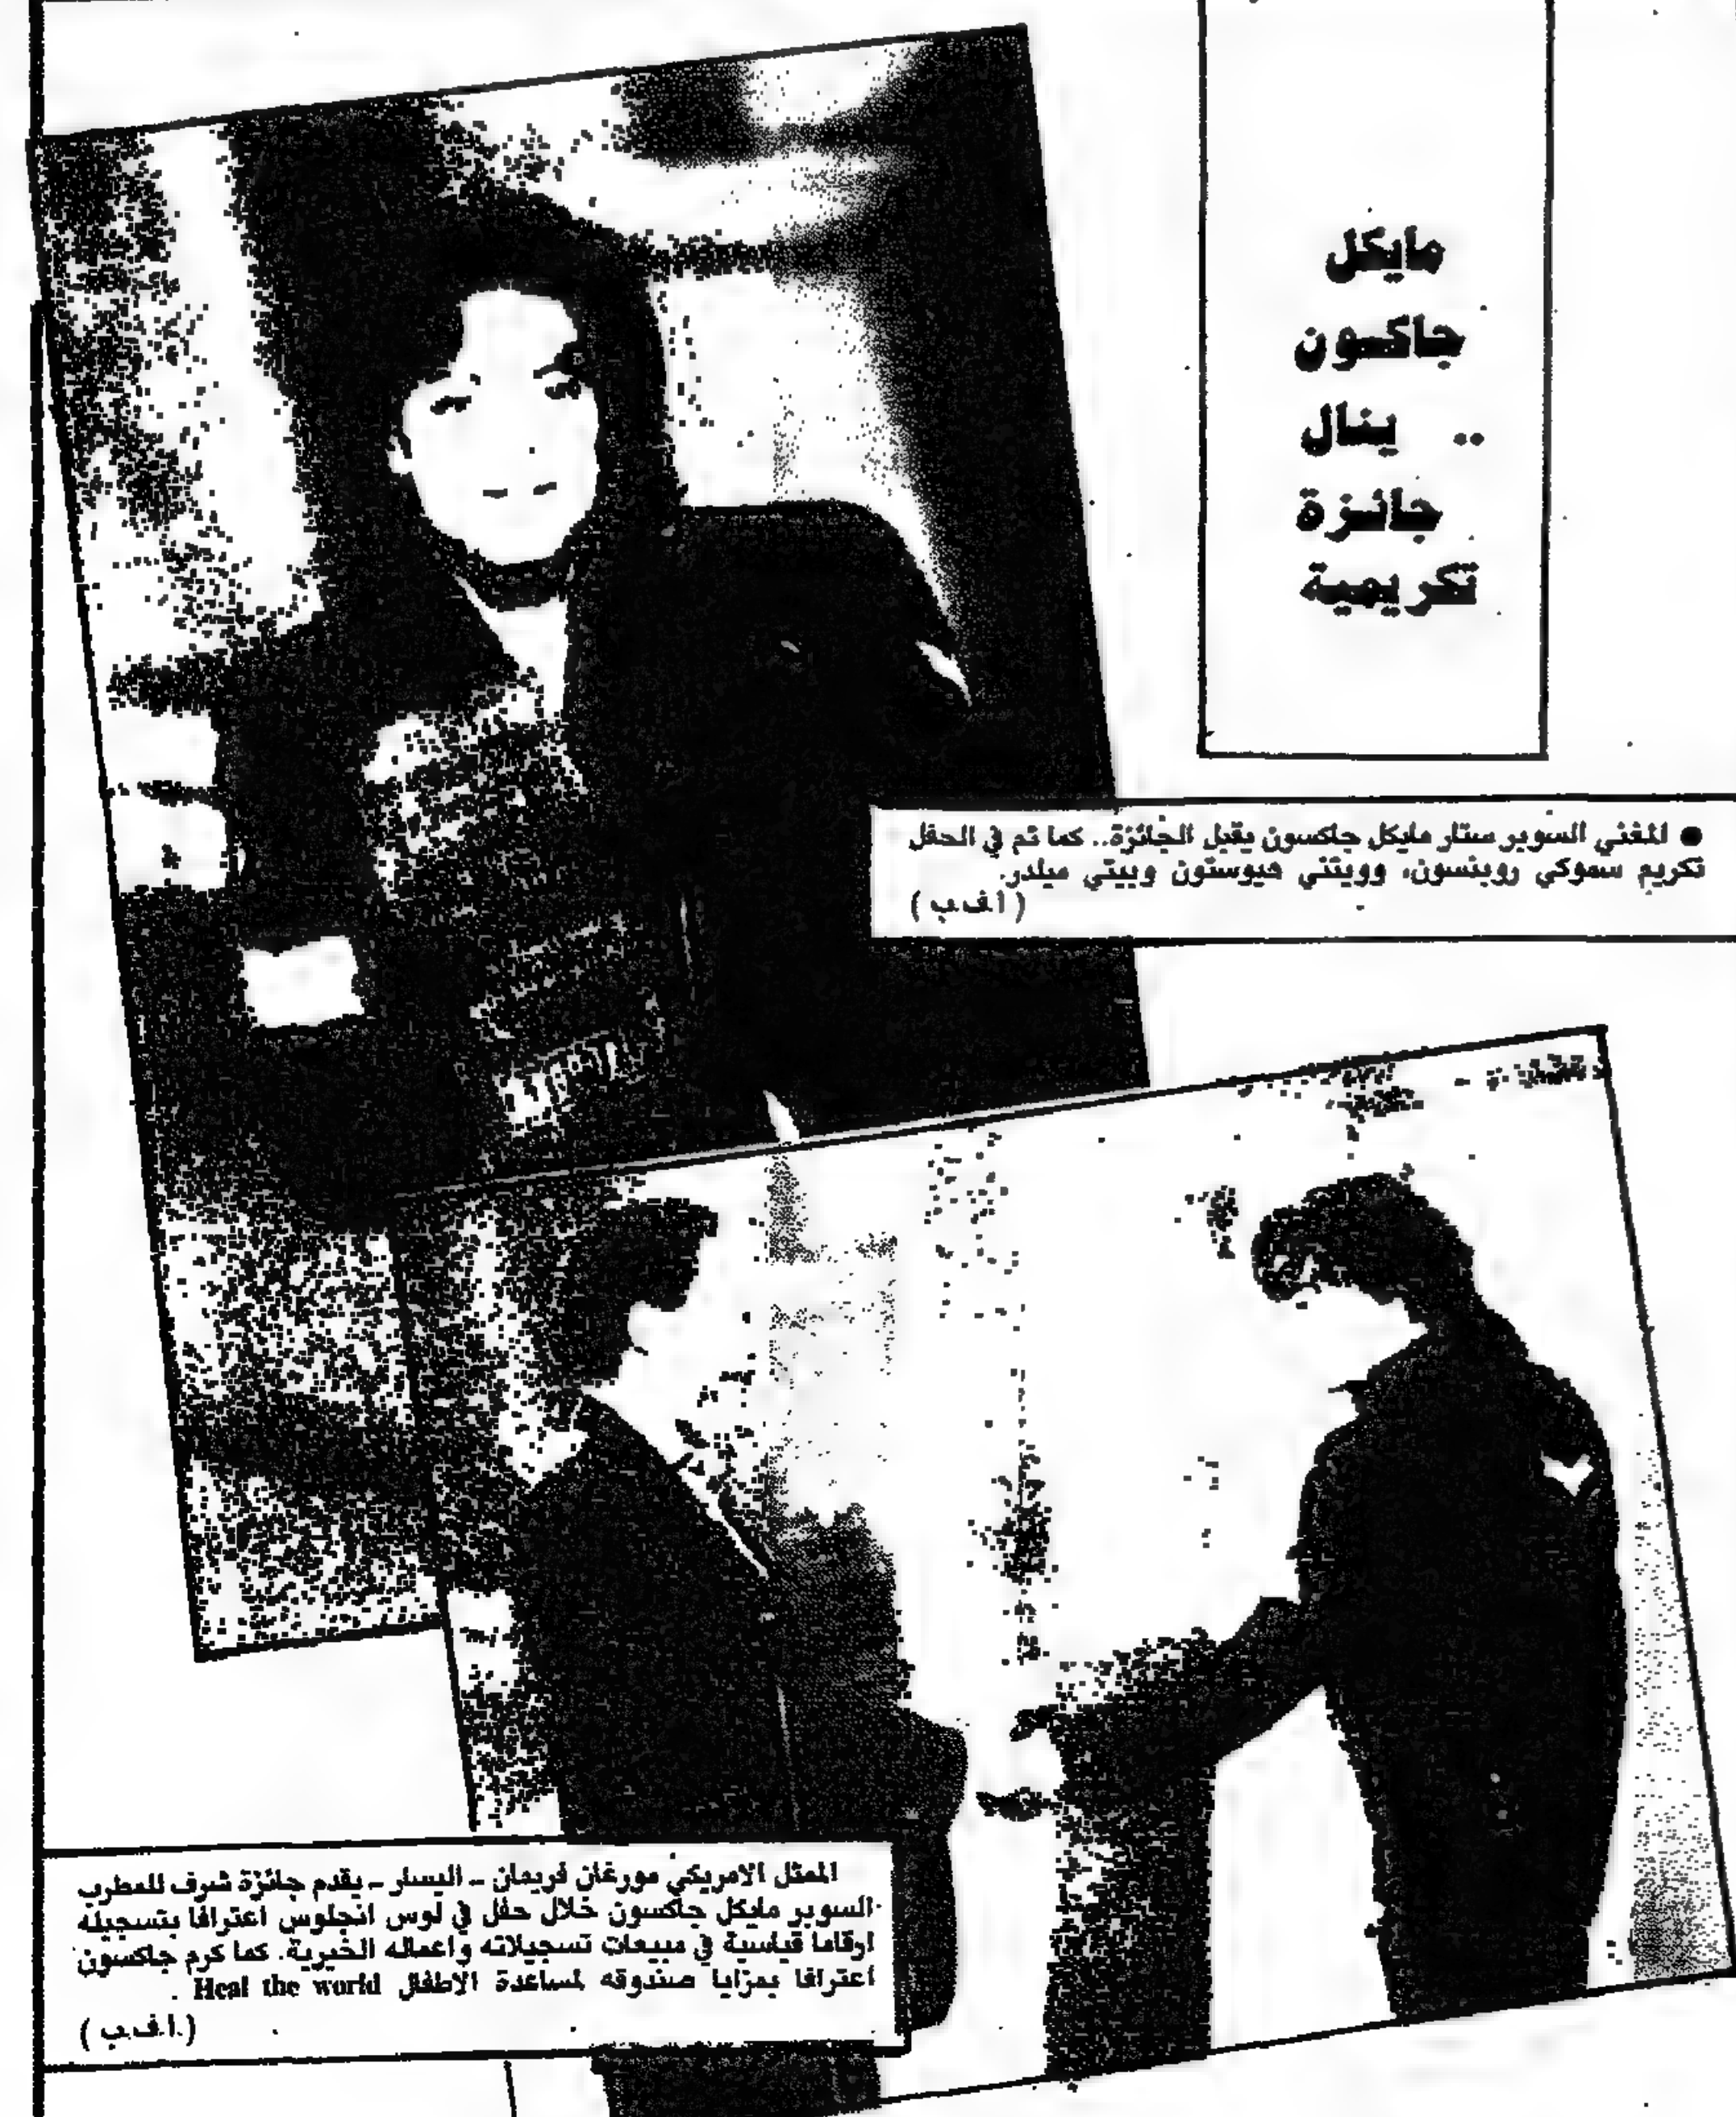 مايكل
جاكسون
.. ينال
جائزة
تكريمية
● المغني السوبر ستار مايكل جاكسون يقبل الجائزة.. كما تم في الحفل
تكريم سموكي روبنسون، وويتني هيوستون وبيتي ميلدر.
( أ.ف.ب )
الممثل الامريكي مورغان فريمان - اليسار - يقدم جائزة شرف للمطرب
السوبر مايكل جاكسون خلال حفل في لوس انجلوس اعترافا بتسجيله
ارقاما قياسية في مبيعات تسجيلاته واعماله الخيرية. كما كرم جاكسون
اعترافا بمزايا صندوقه لمساعدة الاطفال Heal the world .
( أ.ف.ب )